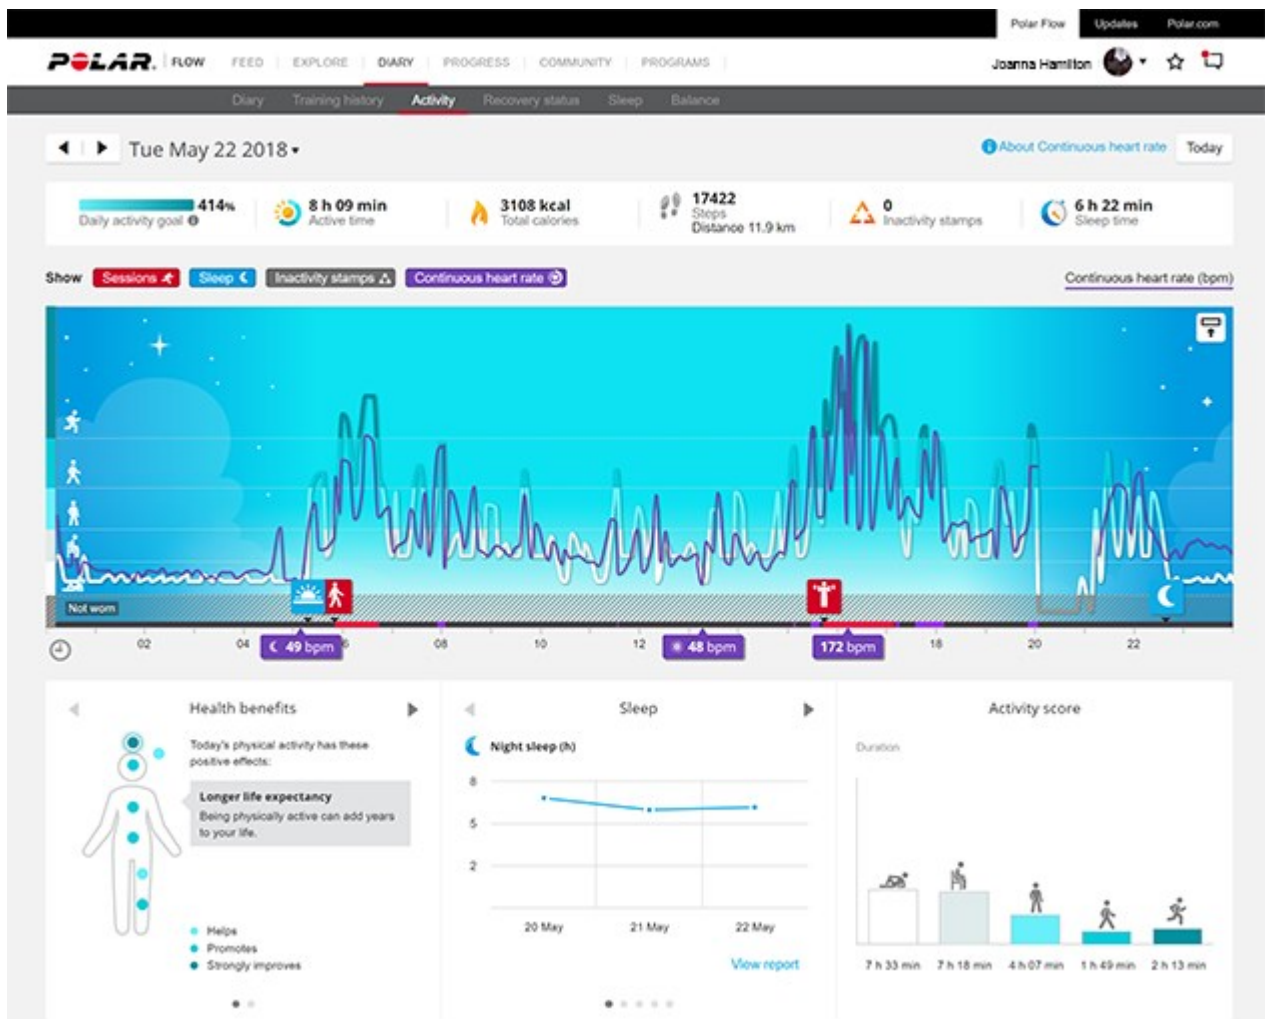 Polar Flow Updates Polar.com
POLAR. FLOW FEED EXPLORE DIARY PROGRESS COMMUNITY PROGRAMS
Joanna Hamilton
Diary Training history Activity Recovery status Sleep Balance
Tue May 22 2018
About Continuous heart rate Today
414%
Daily activity goal
8 h 09 min
Active time
3108 kcal
Total calories
17422
Steps
Distance 11.9 km
0
Inactivity stamps
6 h 22 min
Sleep time
Show Sessions Sleep Inactivity stamps Continuous heart rate
Continuous heart rate (bpm)
Not worn
02 04 6 08 10 12 18 20 22
49 bpm
48 bpm
172 bpm
Health benefits
Today's physical activity has these
positive effects:
Longer life expectancy
Being physically active can add years
to your life.
Helps
Promotes
Strongly improves
Sleep
Night sleep (h)
8
5
2
20 May 21 May 22 May
View report
Activity score
Duration
7 h 33 min 7 h 18 min 4 h 07 min 1 h 49 min 2 h 13 min